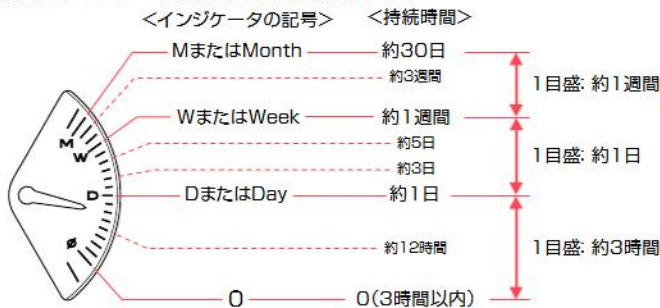 <インジケータの記号> <持続時間>
MまたはMonth 約30日
約3週間
1目盛: 約1週間
WまたはWeek 約1週間
約5日
1目盛: 約1日
約3日
DまたはDay 約1日
約12時間 1目盛: 約3時間
0 0(3時間以内)
M
W
D
ø